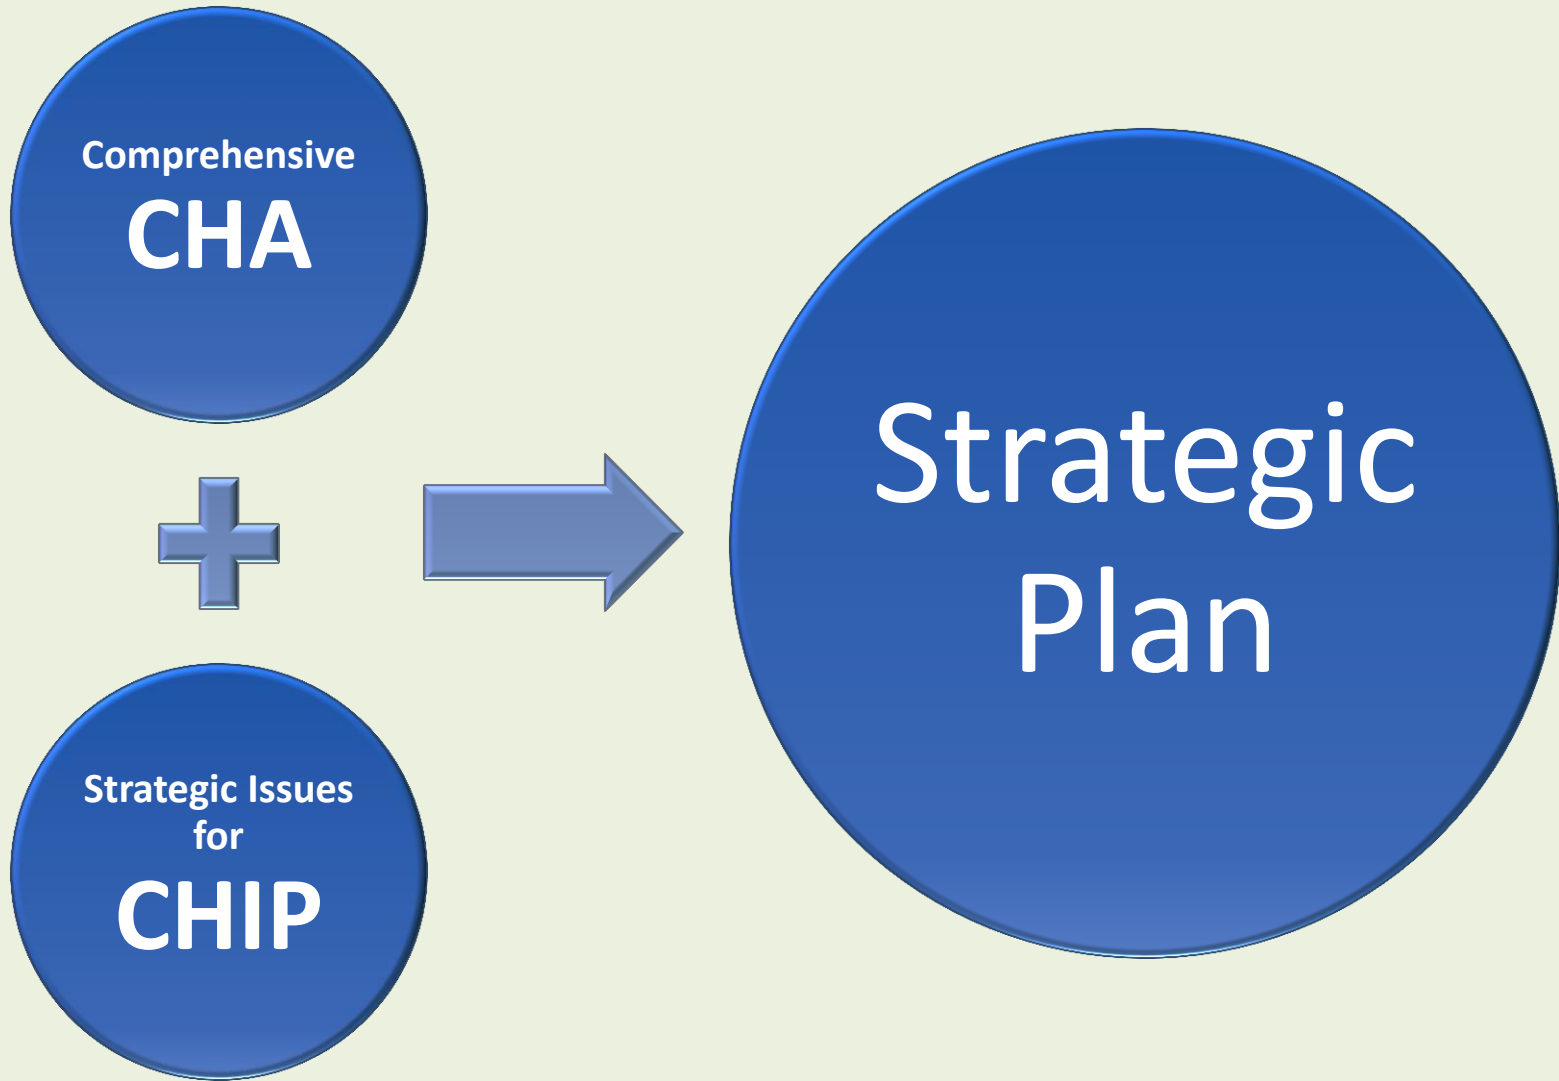 Comprehensive
CHA
Strategic Issues
for
CHIP
Strategic
Plan